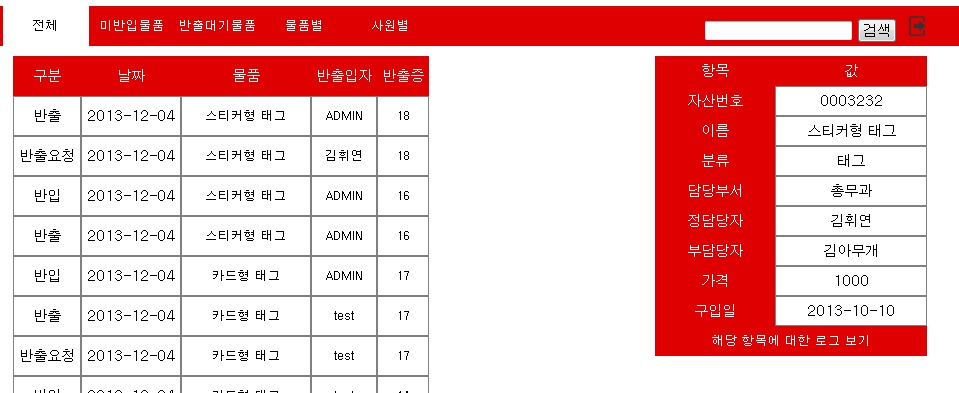 전체 미반입물품 반출대기물품 물품별 사원별 검색
구분 날짜 물품 반출입자 반출증
반출 2013-12-04 스티커형 태그 ADMIN 18
반출요청 2013-12-04 스티커형 태그 김휘연 18
반입 2013-12-04 스티커형 태그 ADMIN 16
반출 2013-12-04 스티커형 태그 ADMIN 16
반입 2013-12-04 카드형 태그 ADMIN 17
반출 2013-12-04 카드형 태그 test 17
반출요청 2013-12-04 카드형 태그 test 17
항목 값
자산번호 0003232
이름 스티커형 태그
분류 태그
담당부서 총무과
정담당자 김휘연
부담당자 김아무개
가격 1000
구입일 2013-10-10
해당 항목에 대한 로그 보기